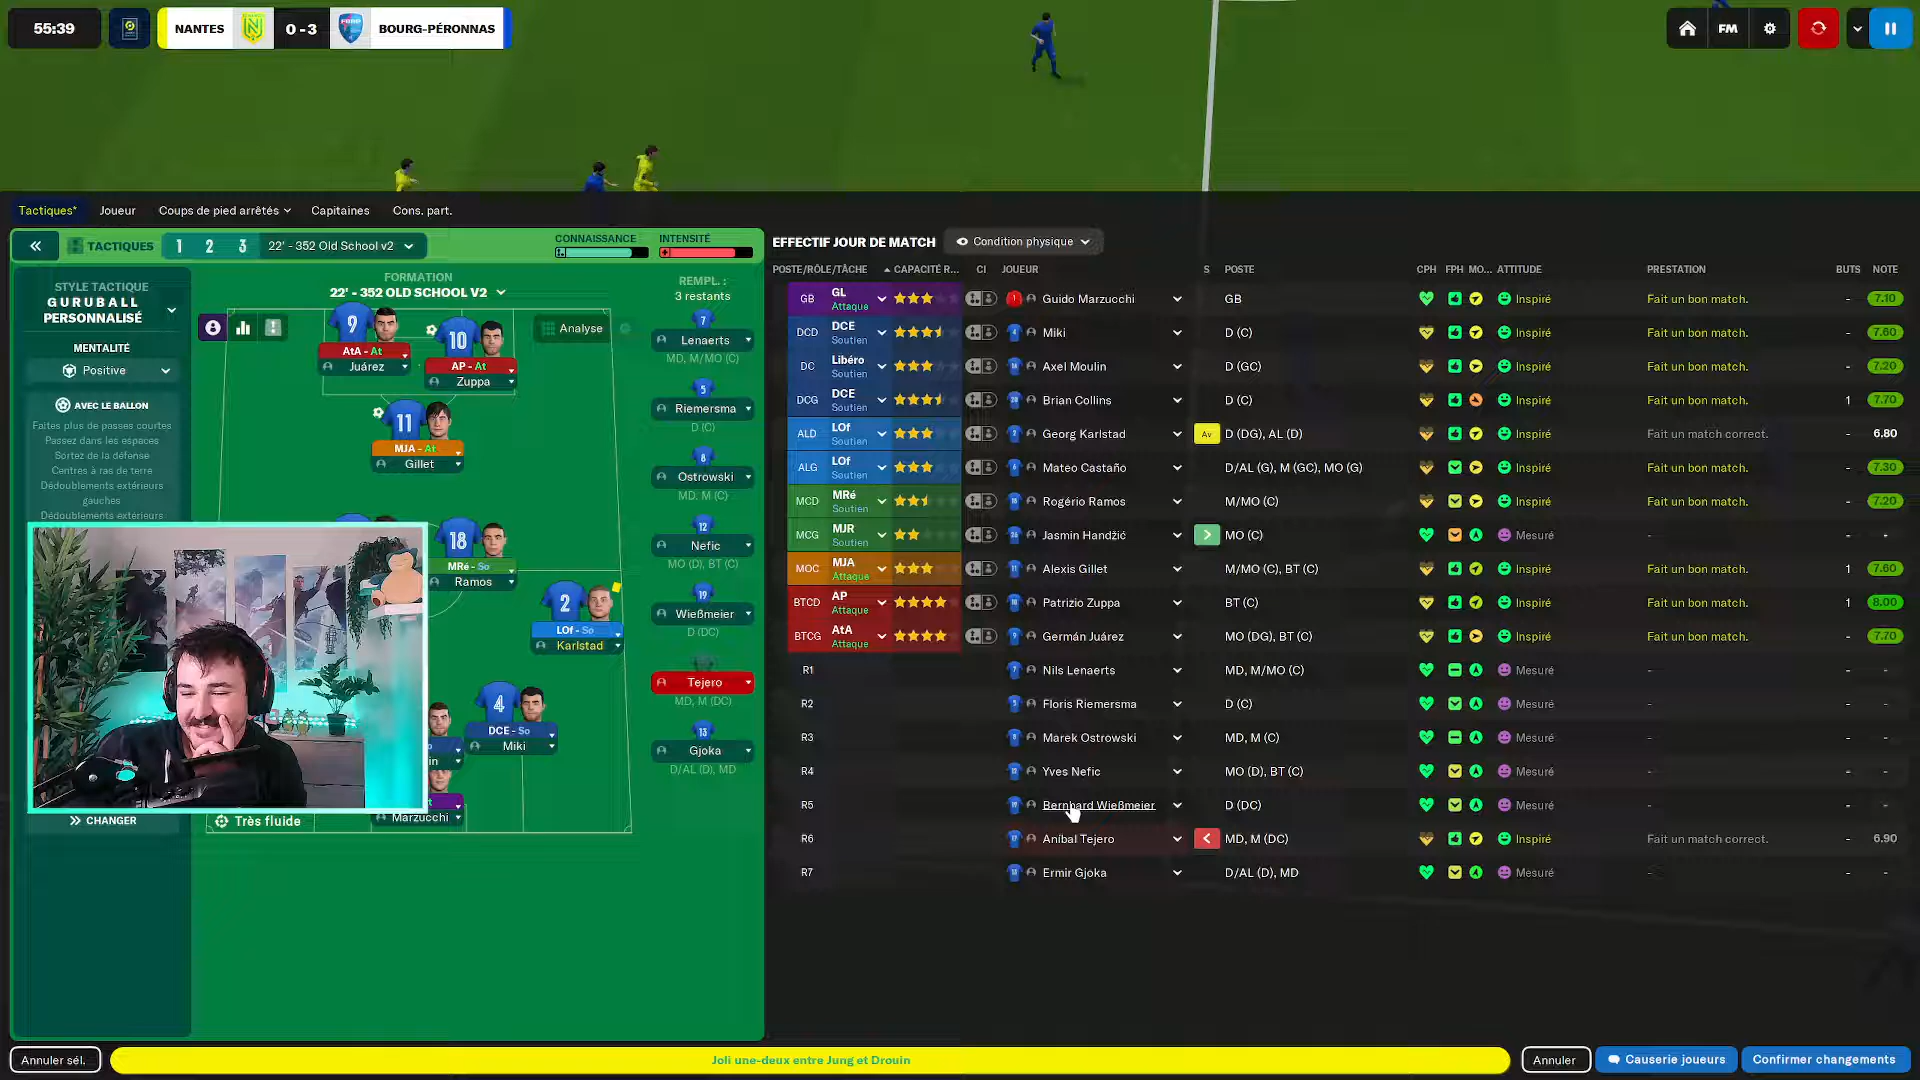 55:39 NANTES 0 - 3 BOURG-PÉRONNAS FM
Tactiques* Joueur Coups de pied arrêtés Capitaines Cons. part.
TACTIQUES 1 2 3 22' - 352 Old School v2 CONNAISSANCE INTENSITÉ
STYLE TACTIQUE
GURUBALL
PERSONNALISÉ
MENTALITÉ
Positive
AVEC LE BALLON
Faites plus de passes courtes
Passez dans les espaces
Sortez de la défense
Centres à ras de terre
Dédoublements extérieurs
gauches
Dédoublements extérieurs
CHANGER
FORMATION
22' - 352 OLD SCHOOL V2
Analyse
9
AtA - At
Juárez
10
AP - At
Zuppa
11
MJA - At
Gillet
18
MRé - So
Ramos
2
LOf - So
Karlstad
4
DCE - So
Miki
Marzucchi
Très fluide
REMPL. :
3 restants
7
Lenaerts
MD, M/MO (C)
5
Riemersma
D (C)
8
Ostrowski
MD, M (C)
12
Nefic
MO (D), BT (C)
19
Wießmeier
D (DC)
Tejero
MD, M (DC)
13
Gjoka
D/AL (D), MD
EFFECTIF JOUR DE MATCH Condition physique
POSTE/RÔLE/TÂCHE CAPACITÉ R... CI JOUEUR S POSTE CPH FPH MO... ATTITUDE PRESTATION BUTS NOTE
GB GL Attaque Guido Marzucchi GB Inspiré Fait un bon match. - 7.10
DCD DCE Soutien Miki D (C) Inspiré Fait un bon match. - 7.60
DC Libéro Soutien Axel Moulin D (GC) Inspiré Fait un bon match. - 7.20
DCG DCE Soutien Brian Collins D (C) Inspiré Fait un bon match. 1 7.70
ALD LOf Soutien Georg Karlstad Av D (DG), AL (D) Inspiré Fait un match correct. - 6.80
ALG LOf Soutien Mateo Castaño D/AL (G), M (GC), MO (G) Inspiré Fait un bon match. - 7.30
MCD MRé Soutien Rogério Ramos M/MO (C) Inspiré Fait un bon match. - 7.20
MCG MJR Soutien Jasmin Handžić MO (C) Mesuré - - -
MOC MJA Attaque Alexis Gillet M/MO (C), BT (C) Inspiré Fait un bon match. 1 7.60
BTCD AP Attaque Patrizio Zuppa BT (C) Inspiré Fait un bon match. 1 8.00
BTCG AtA Attaque Germán Juárez MO (DG), BT (C) Inspiré Fait un bon match. - 7.70
R1 Nils Lenaerts MD, M/MO (C) Mesuré - - -
R2 Floris Riemersma D (C) Mesuré - - -
R3 Marek Ostrowski MD, M (C) Mesuré - - -
R4 Yves Nefic MO (D), BT (C) Mesuré - - -
R5 Bernhard Wießmeier D (DC) Mesuré - - -
R6 Aníbal Tejero MD, M (DC) Inspiré Fait un match correct. - 6.90
R7 Ermir Gjoka D/AL (D), MD Mesuré - - -
Annuler sél. Joli une-deux entre Jung et Drouin Annuler Causerie joueurs Confirmer changements